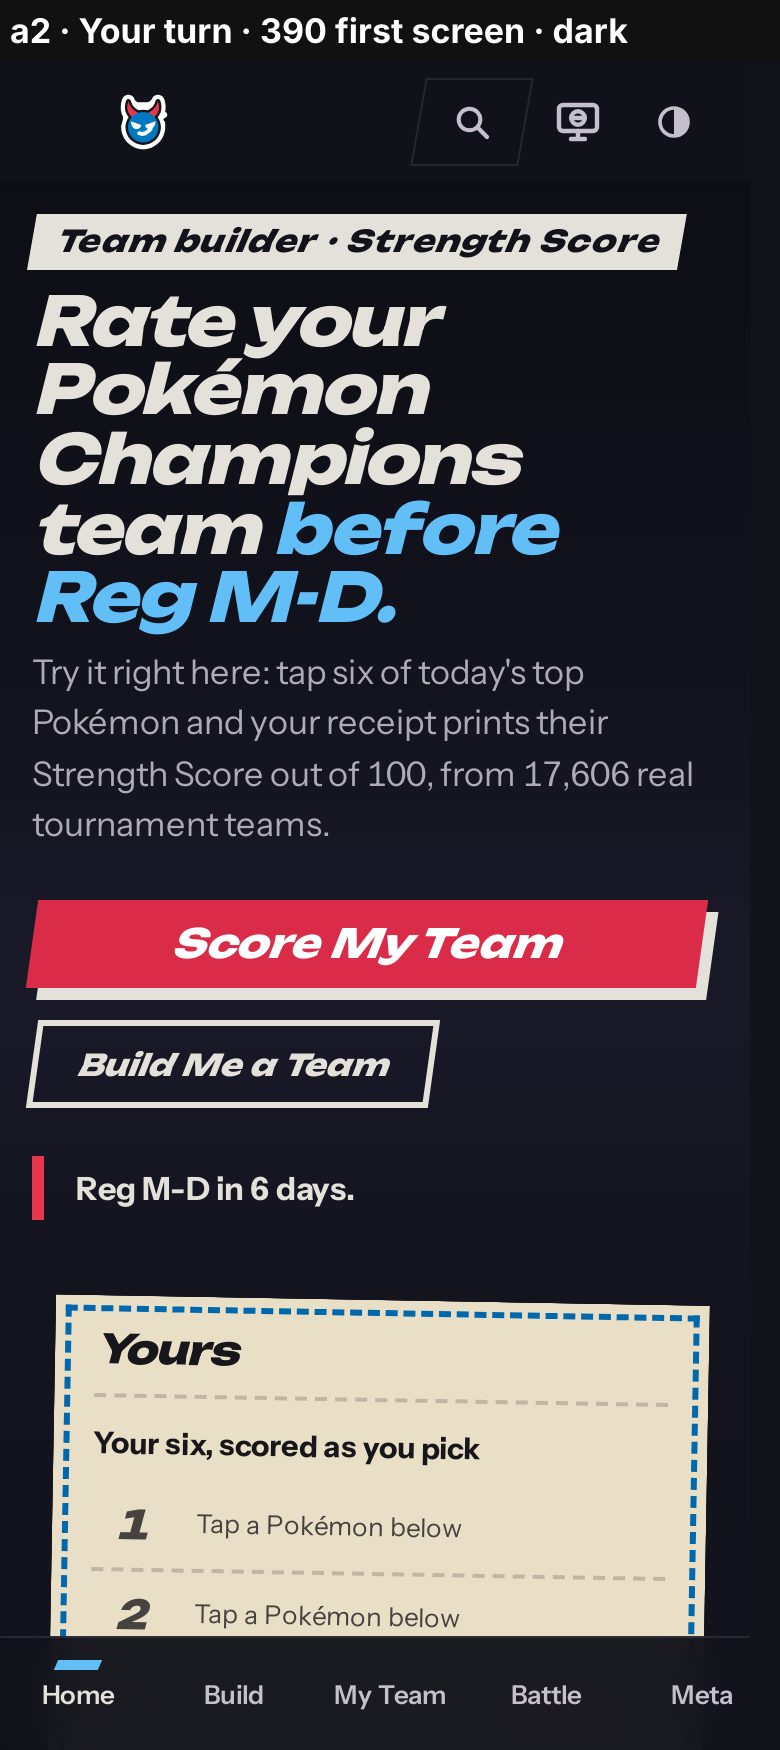 a2 · Your turn · 390 first screen · dark
Team builder · Strength Score
Rate your
Pokémon
Champions
team before
Reg M-D.
Try it right here: tap six of today's top
Pokémon and your receipt prints their
Strength Score out of 100, from 17,606 real
tournament teams.
Score My Team
Build Me a Team
Reg M-D in 6 days.
Yours
Your six, scored as you pick
1 Tap a Pokémon below
2 Tap a Pokémon below
Home Build My Team Battle Meta